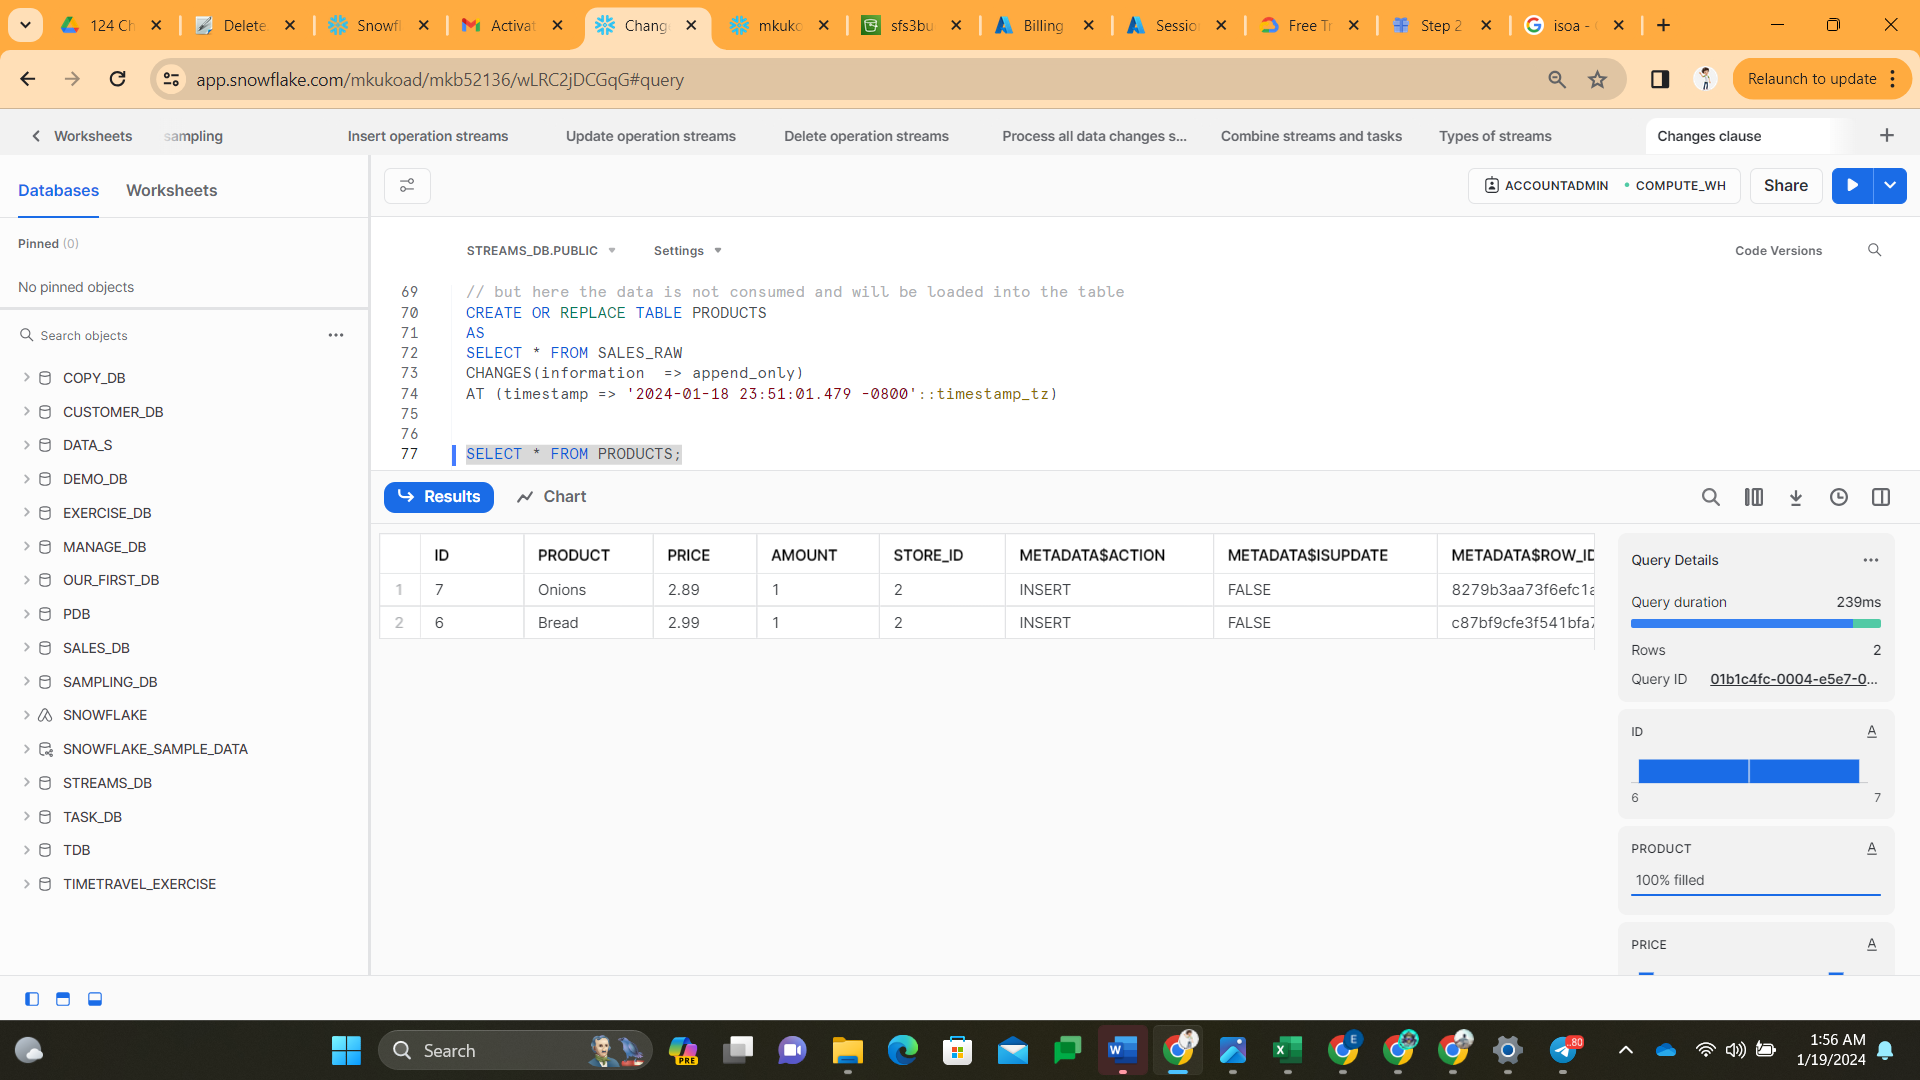 124 Ch
Delete
Snowfl
Activat
Chang
mkuko
sfs3bu
Billing
Sessio
Free Tr
Step 2
isoa -
app.snowflake.com/mkukoad/mkb52136/wLRC2jDCGqG#query
Relaunch to update
Worksheets
sampling
Insert operation streams
Update operation streams
Delete operation streams
Process all data changes s...
Combine streams and tasks
Types of streams
Changes clause
Databases
Worksheets
ACCOUNTADMIN
COMPUTE_WH
Share
Pinned (0)
No pinned objects
STREAMS_DB.PUBLIC
Settings
Code Versions
Search objects
COPY_DB
CUSTOMER_DB
DATA_S
DEMO_DB
EXERCISE_DB
MANAGE_DB
OUR_FIRST_DB
PDB
SALES_DB
SAMPLING_DB
SNOWFLAKE
SNOWFLAKE_SAMPLE_DATA
STREAMS_DB
TASK_DB
TDB
TIMETRAVEL_EXERCISE
69 // but here the data is not consumed and will be loaded into the table
70 CREATE OR REPLACE TABLE PRODUCTS
71 AS
72 SELECT * FROM SALES_RAW
73 CHANGES(information => append_only)
74 AT (timestamp => '2024-01-18 23:51:01.479 -0800'::timestamp_tz)
75
76
77 SELECT * FROM PRODUCTS;
Results
Chart
ID PRODUCT PRICE AMOUNT STORE_ID METADATA$ACTION METADATA$ISUPDATE METADATA$ROW_ID
1 7 Onions 2.89 1 2 INSERT FALSE 8279b3aa73f6efc1a
2 6 Bread 2.99 1 2 INSERT FALSE c87bf9cfe3f541bfa7
Query Details
Query duration 239ms
Rows 2
Query ID 01b1c4fc-0004-e5e7-0...
ID
6 7
PRODUCT
100% filled
PRICE
Search
PRE
E
80
1:56 AM
1/19/2024